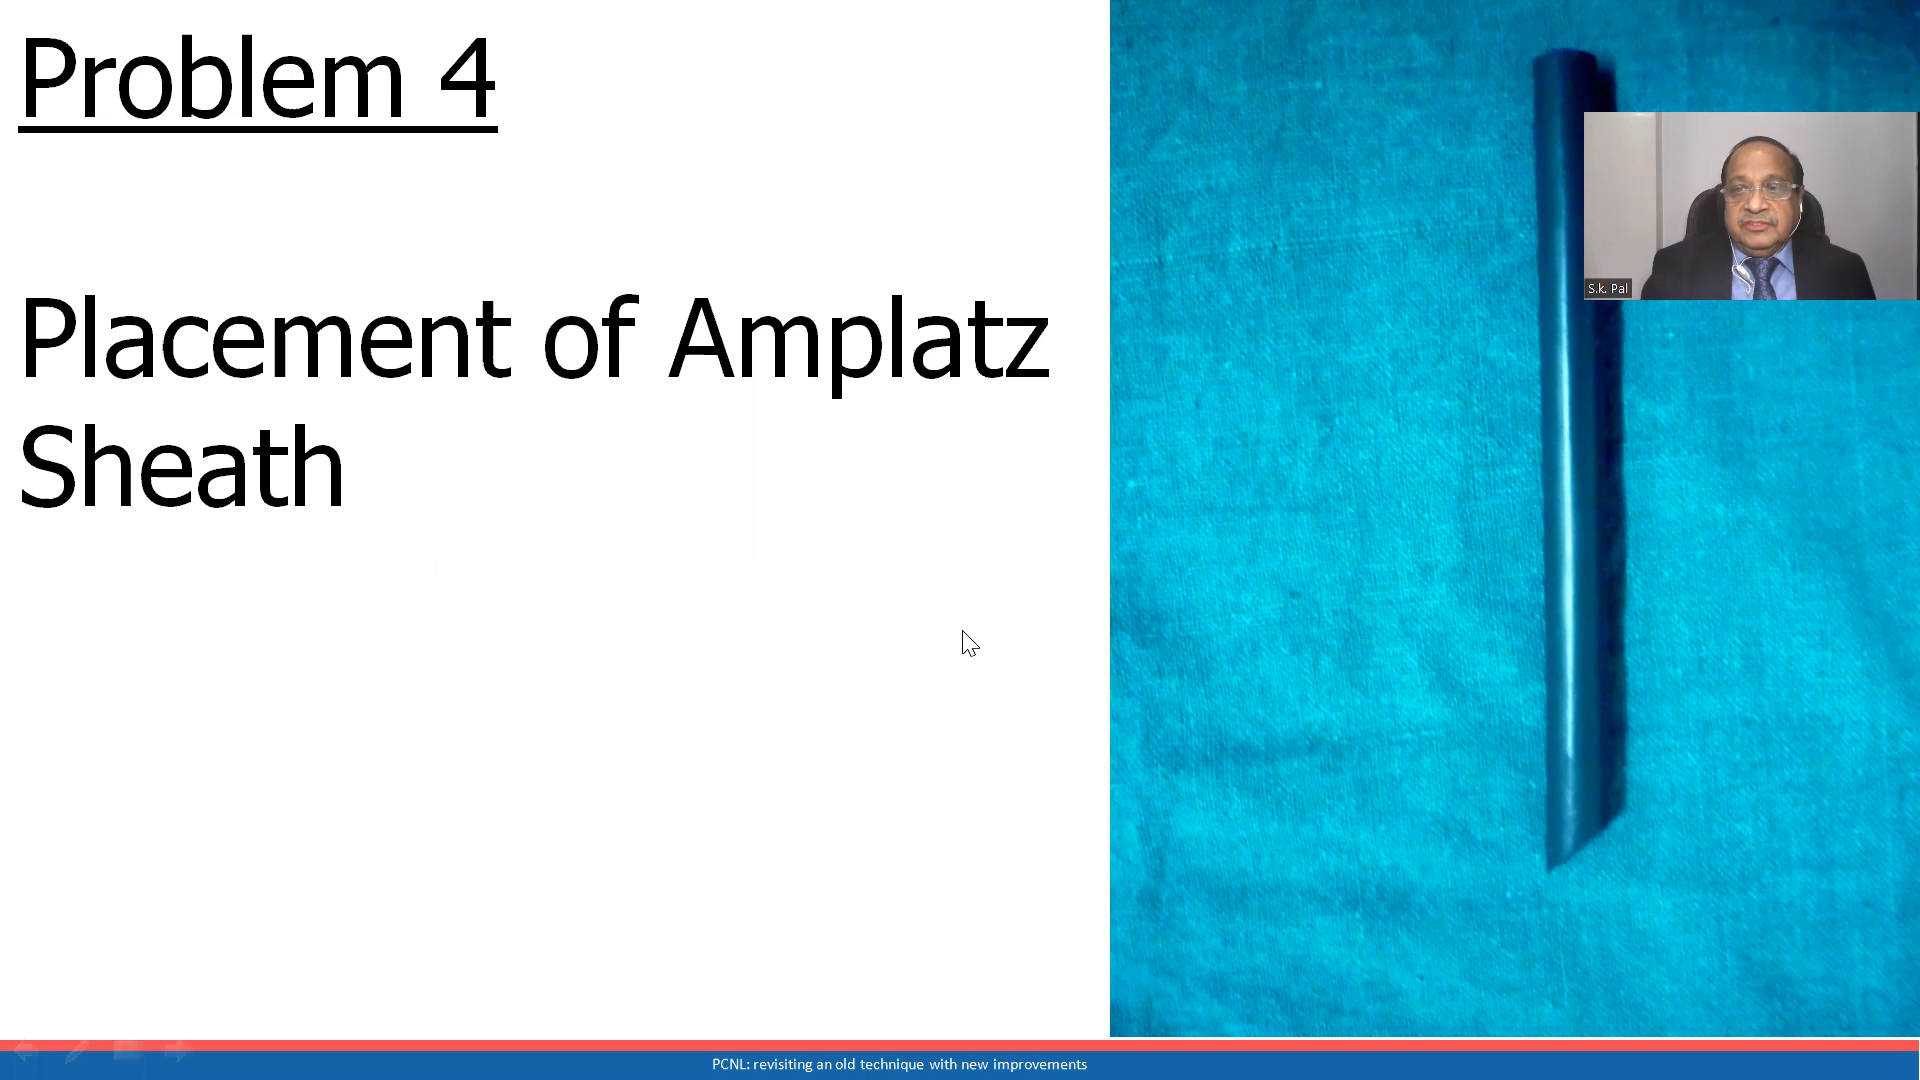 Problem 4
Placement of Amplatz
Sheath
S.k. Pal
PCNL: revisiting an old technique with new improvements